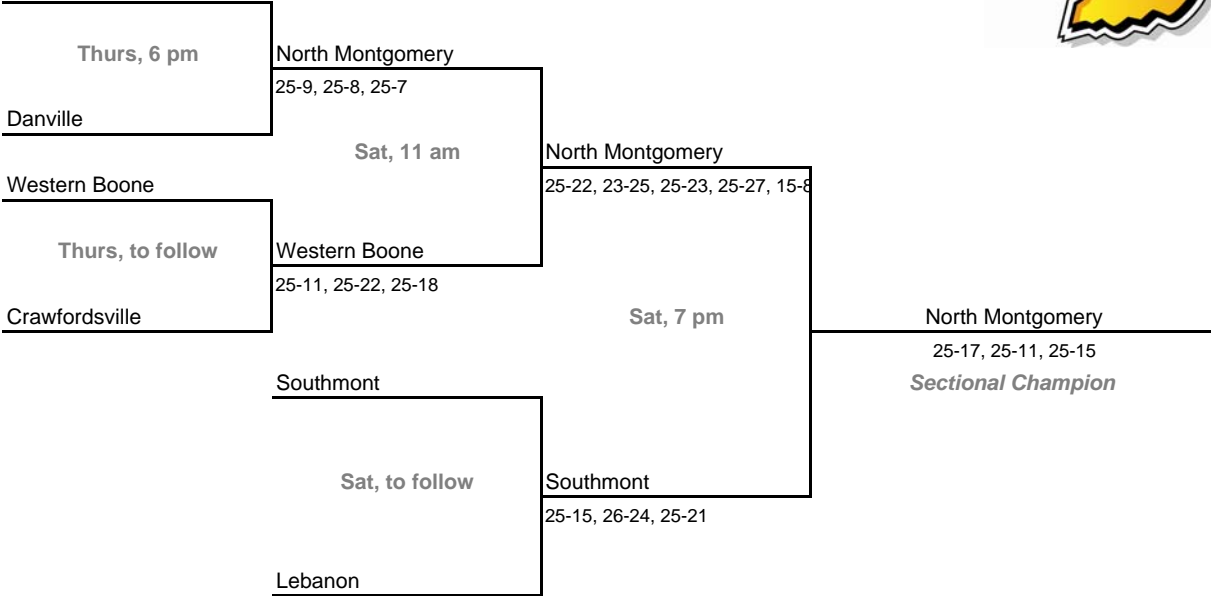 Thurs, 6 pm
North Montgomery
25-9, 25-8, 25-7
Danville
Sat, 11 am
North Montgomery
25-22, 23-25, 25-23, 25-27, 15-8
Western Boone
Thurs, to follow
Western Boone
25-11, 25-22, 25-18
Crawfordsville
Sat, 7 pm
North Montgomery
25-17, 25-11, 25-15
Sectional Champion
Southmont
Sat, to follow
Southmont
25-15, 26-24, 25-21
Lebanon